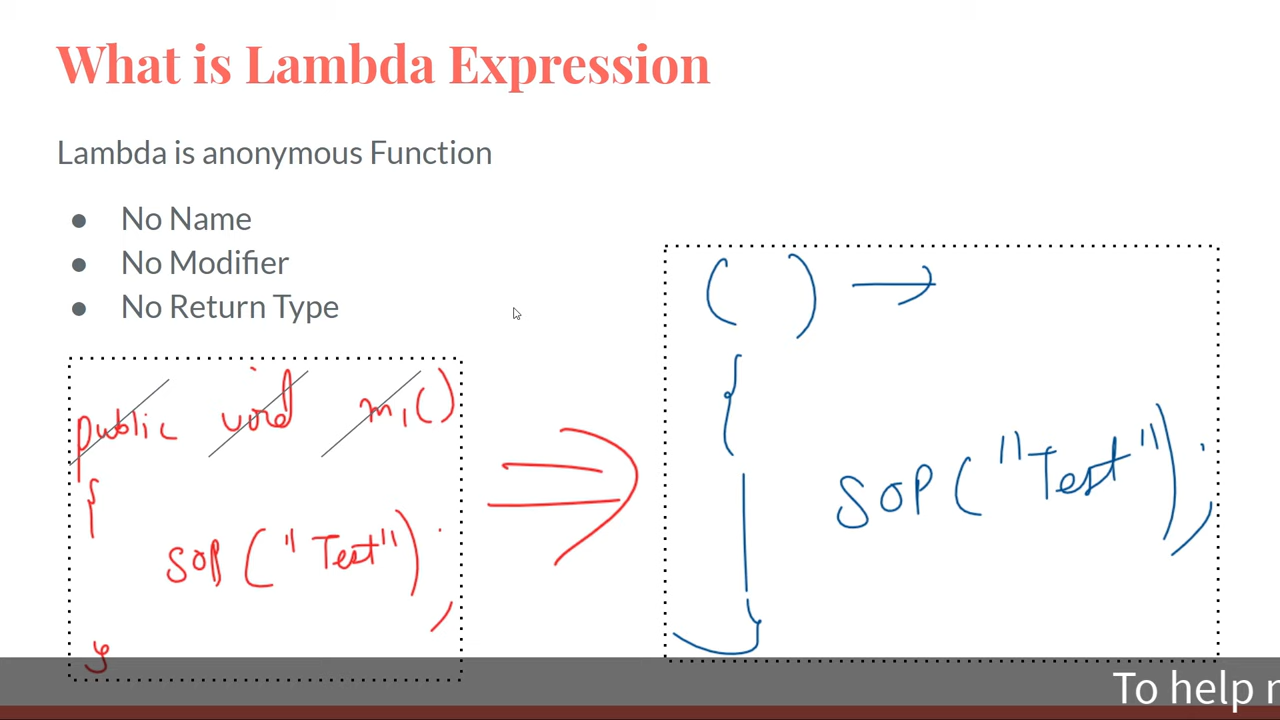 What is Lambda Expression
Lambda is anonymous Function
● No Name
● No Modifier
● No Return Type
public void m1()
{
SOP ("Test");
}
( ) →
{
SOP ("Test");
}
To help